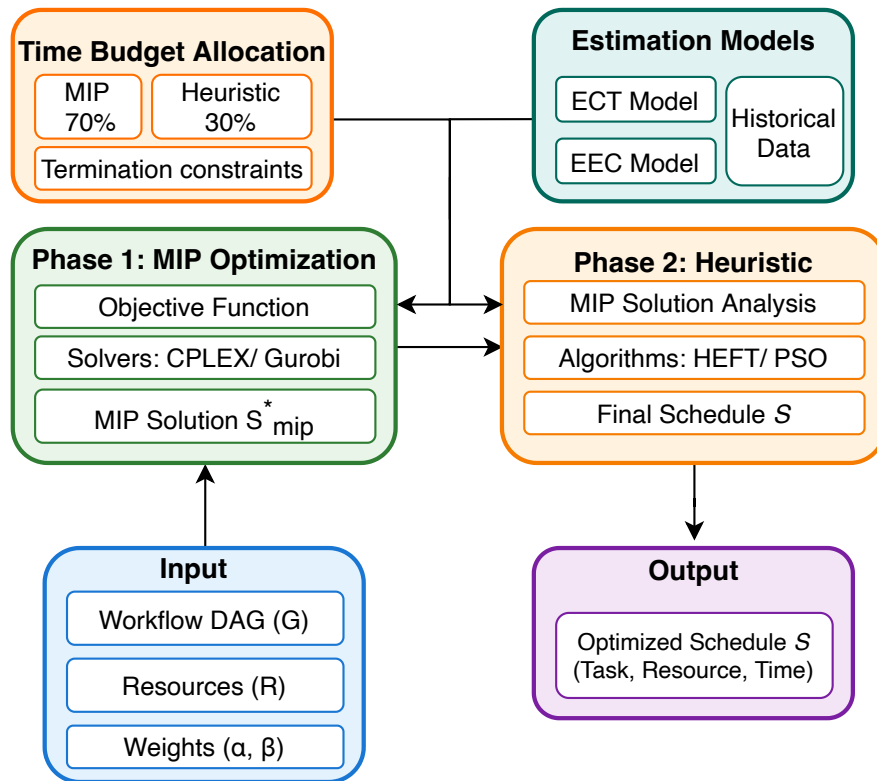 Time Budget Allocation
MIP
70%
Heuristic
30%
Termination constraints
Estimation Models
ECT Model
EEC Model
Historical
Data
Phase 1: MIP Optimization
Objective Function
Solvers: CPLEX/ Gurobi
MIP Solution S*mip
Phase 2: Heuristic
MIP Solution Analysis
Algorithms: HEFT/ PSO
Final Schedule S
Input
Workflow DAG (G)
Resources (R)
Weights (α, β)
Output
Optimized Schedule S
(Task, Resource, Time)